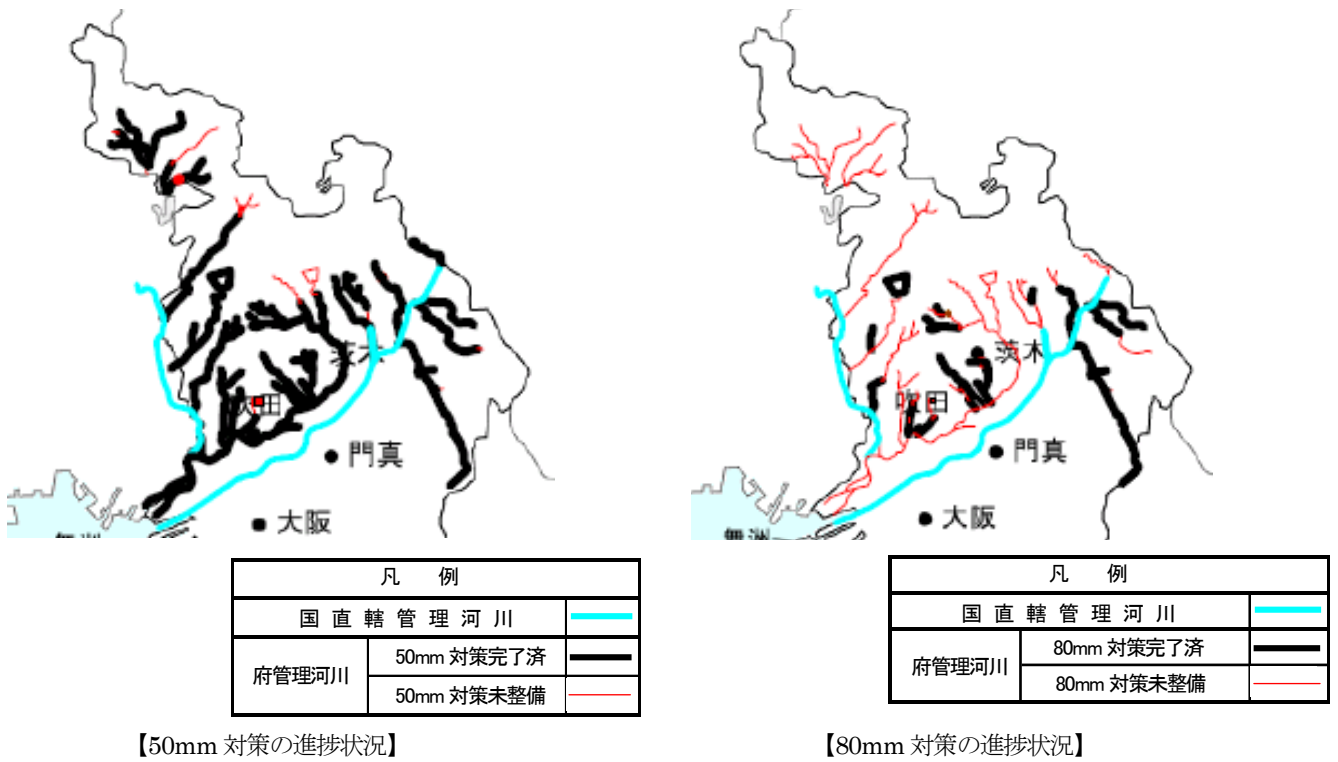 茨木
吹田
門真
大阪
舞洲
凡 例
国 直 轄 管 理 河 川
府管理河川
50mm 対策完了済
50mm 対策未整備
【50mm 対策の進捗状況】
茨木
吹田
門真
大阪
舞洲
凡 例
国 直 轄 管 理 河 川
府管理河川
80mm 対策完了済
80mm 対策未整備
【80mm 対策の進捗状況】